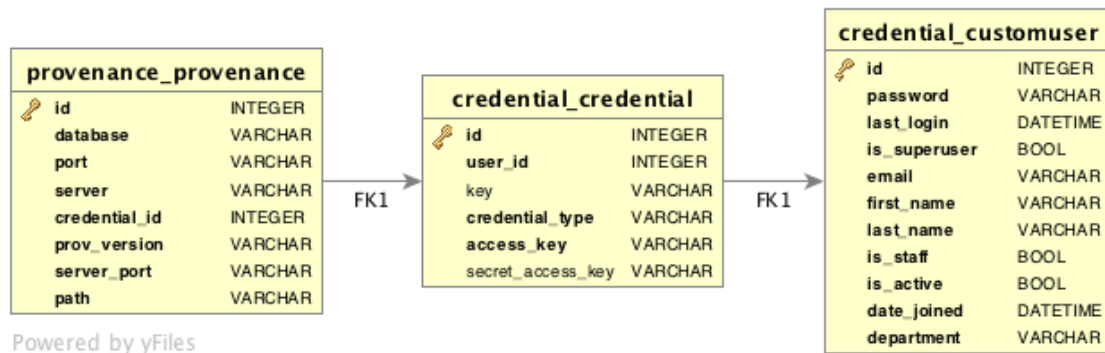 provenance_provenance
id INTEGER
database VARCHAR
port VARCHAR
server VARCHAR
credential_id INTEGER
prov_version VARCHAR
server_port VARCHAR
path VARCHAR
FK1
credential_credential
id INTEGER
user_id INTEGER
key VARCHAR
credential_type VARCHAR
access_key VARCHAR
secret_access_key VARCHAR
FK1
credential_customuser
id INTEGER
password VARCHAR
last_login DATETIME
is_superuser BOOL
email VARCHAR
first_name VARCHAR
last_name VARCHAR
is_staff BOOL
is_active BOOL
date_joined DATETIME
department VARCHAR
Powered by yFiles